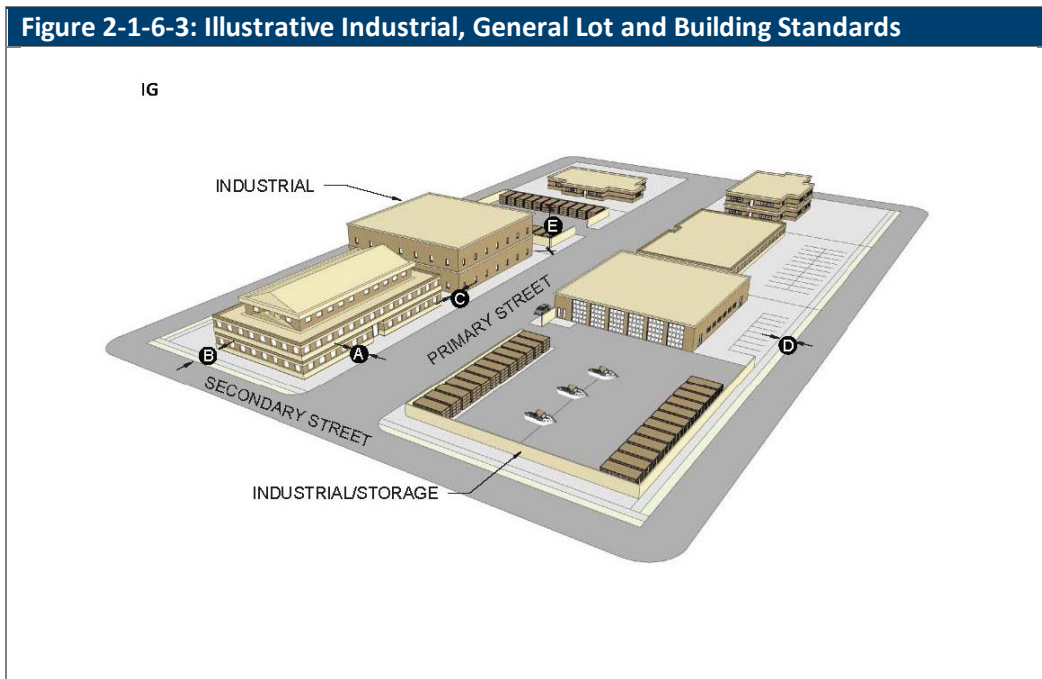 Figure 2-1-6-3: Illustrative Industrial, General Lot and Building Standards
IG
INDUSTRIAL
E
C
PRIMARY STREET
B
A
D
SECONDARY STREET
INDUSTRIAL/STORAGE